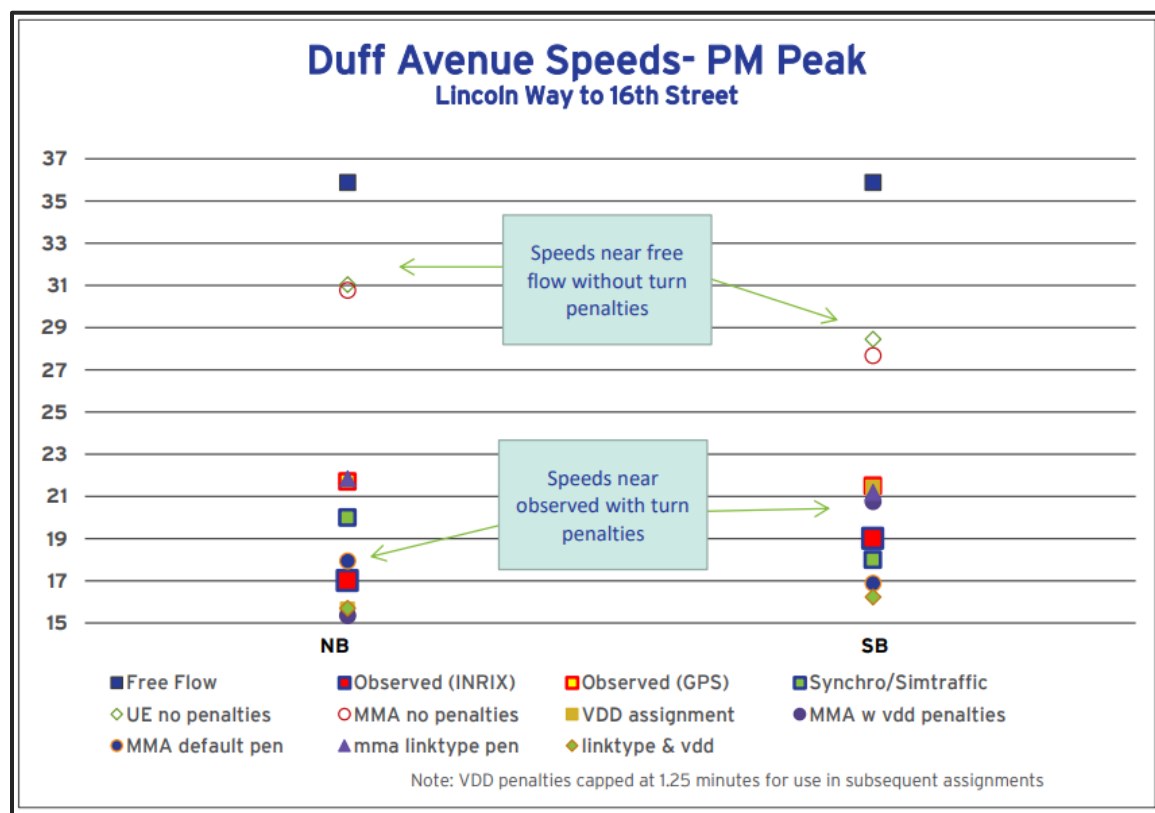 Duff Avenue Speeds- PM Peak
Lincoln Way to 16th Street
37
35
33
31
29
27
25
23
21
19
17
15
Speeds near free
flow without turn
penalties
Speeds near
observed with turn
penalties
NB SB
Free Flow Observed (INRIX) Observed (GPS) Synchro/Simtraffic
UE no penalties MMA no penalties VDD assignment MMA w vdd penalties
MMA default pen mma linktype pen linktype & vdd
Note: VDD penalties capped at 1.25 minutes for use in subsequent assignments